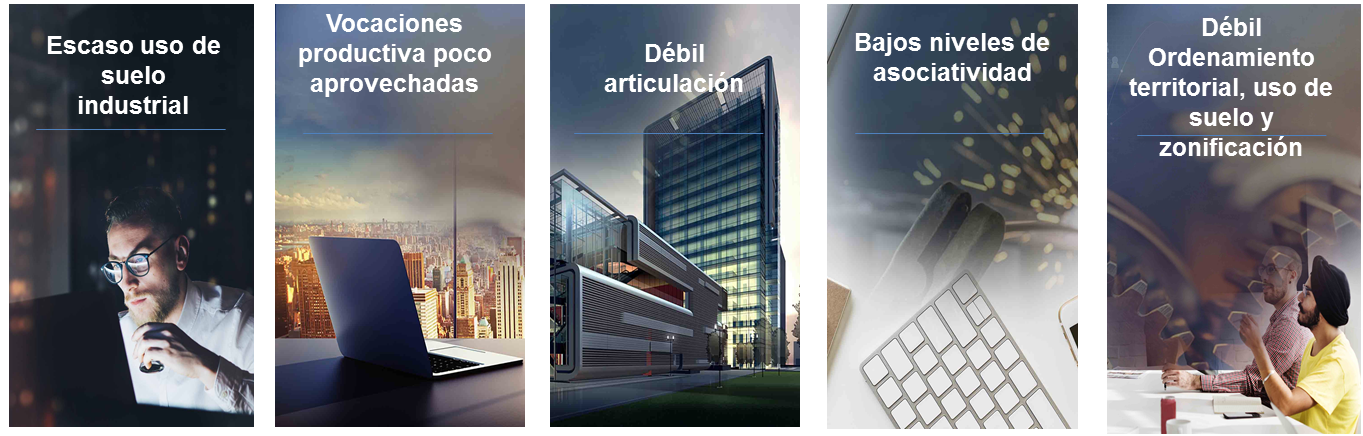 Escaso uso de
suelo
industrial
Vocaciones
productiva poco
aprovechadas
Débil
articulación
Bajos niveles de
asociatividad
Débil
Ordenamiento
territorial, uso de
suelo y
zonificación